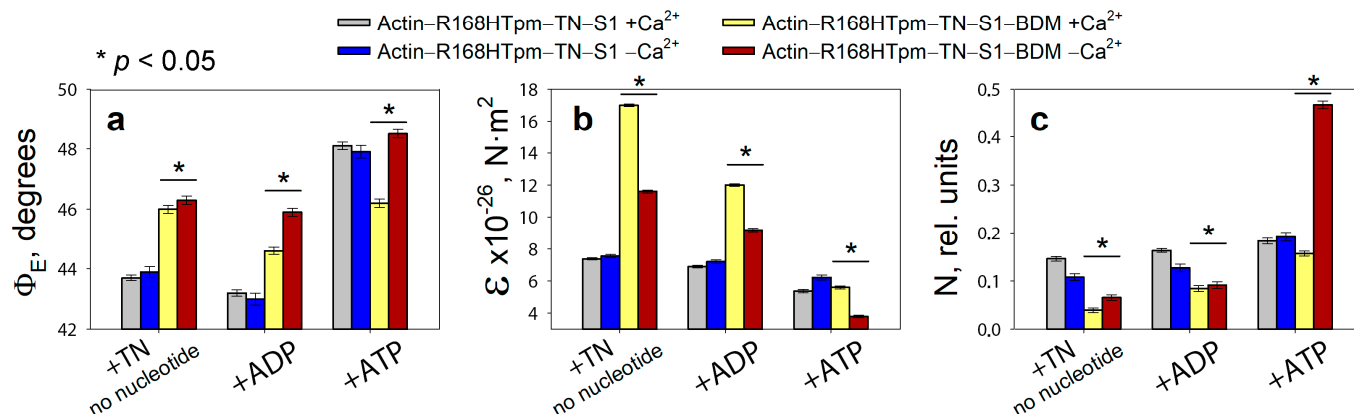 Actin–R168HTpm–TN–S1 +Ca²⁺
Actin–R168HTpm–TN–S1–BDM +Ca²⁺
Actin–R168HTpm–TN–S1 –Ca²⁺
Actin–R168HTpm–TN–S1–BDM –Ca²⁺
* p < 0.05
a
Φ_E, degrees
50
48
46
44
42
*
*
*
+TN
no nucleotide
+ADP
+ATP
b
ε x10⁻²⁶, N·m²
18
16
14
12
10
8
6
4
*
*
*
+TN
no nucleotide
+ADP
+ATP
c
N, rel. units
0.5
0.4
0.3
0.2
0.1
0.0
*
*
*
+TN
no nucleotide
+ADP
+ATP